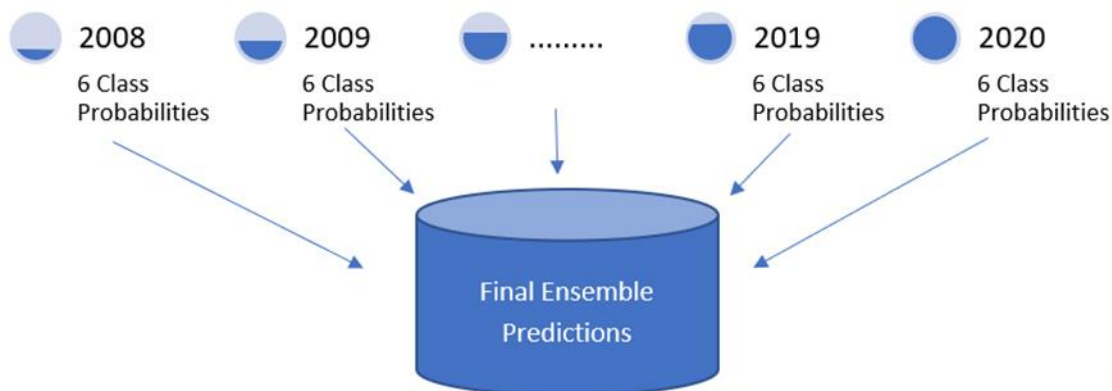 2008
6 Class
Probabilities
2009
6 Class
Probabilities
.........
2019
6 Class
Probabilities
2020
6 Class
Probabilities
Final Ensemble
Predictions